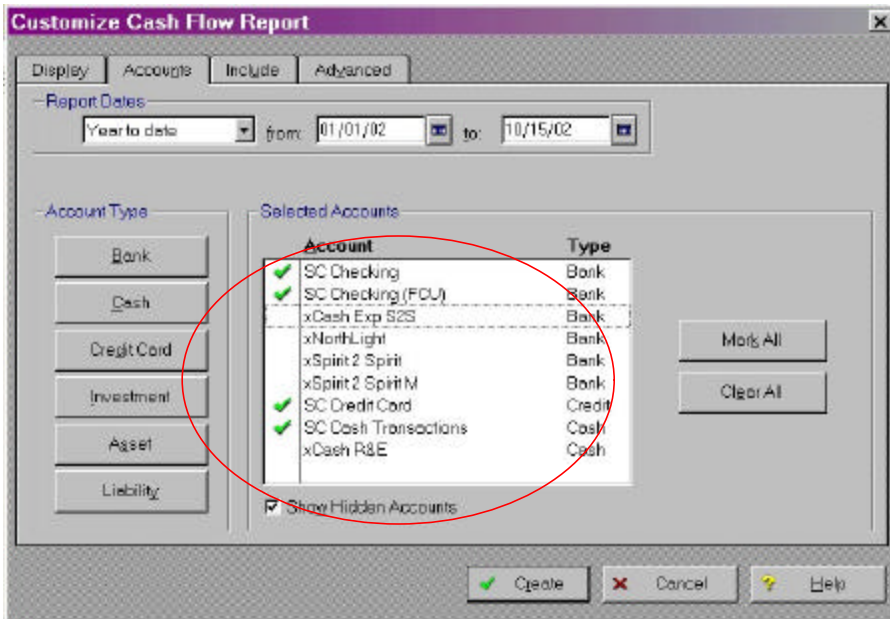 Customize Cash Flow Report
Display Accounts Include Advanced
Report Dates
Year to date from: 01/01/02 to: 10/15/02
Account Type
Bank
Cash
Credit Card
Investment
Asset
Liability
Selected Accounts
Account Type
SC Checking Bank
SC Checking (FCU) Bank
xCash Exp S2S Bank
xNorthLight Bank
xSpirit 2 Spirit Bank
xSpirit 2 Spirit M Bank
SC Credit Card Credit
SC Cash Transactions Cash
xCash R&E Cash
Show Hidden Accounts
Mark All
Clear All
Create Cancel Help